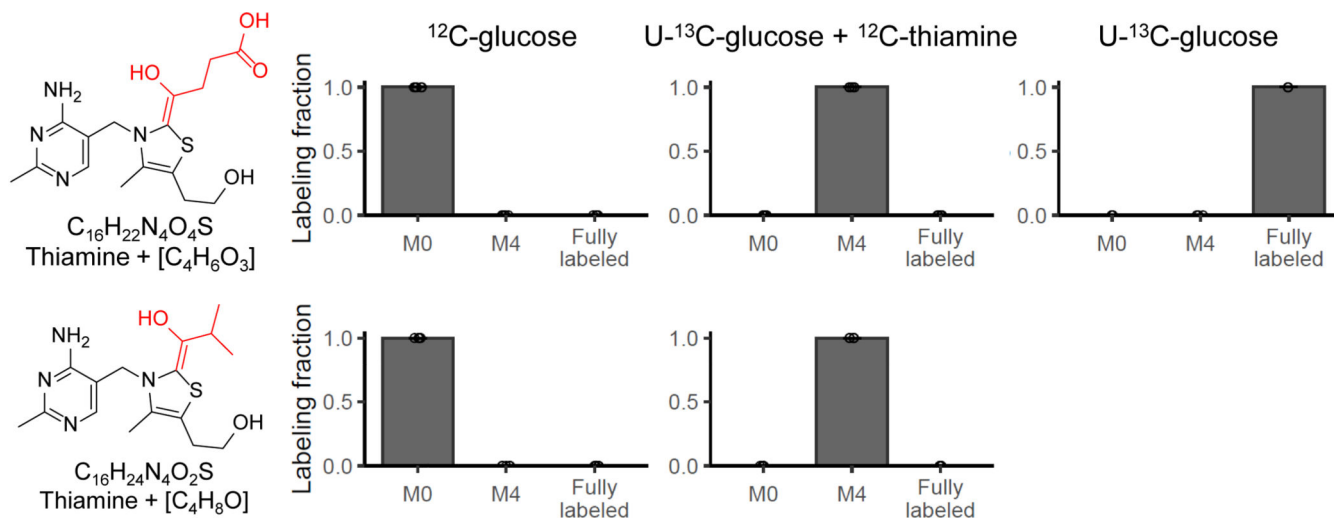 ¹²C-glucose
U-¹³C-glucose + ¹²C-thiamine
U-¹³C-glucose
OH
O
HO
NH₂
N
N
N
S
OH
C₁₆H₂₂N₄O₄S
Thiamine + [C₄H₆O₃]
Labeling fraction
1.0
0.5
0.0
M0
M4
Fully
labeled
1.0
0.5
0.0
M0
M4
Fully
labeled
1.0
0.5
0.0
M0
M4
Fully
labeled
HO
NH₂
N
N
N
S
OH
C₁₆H₂₄N₄O₂S
Thiamine + [C₄H₈O]
Labeling fraction
1.0
0.5
0.0
M0
M4
Fully
labeled
1.0
0.5
0.0
M0
M4
Fully
labeled